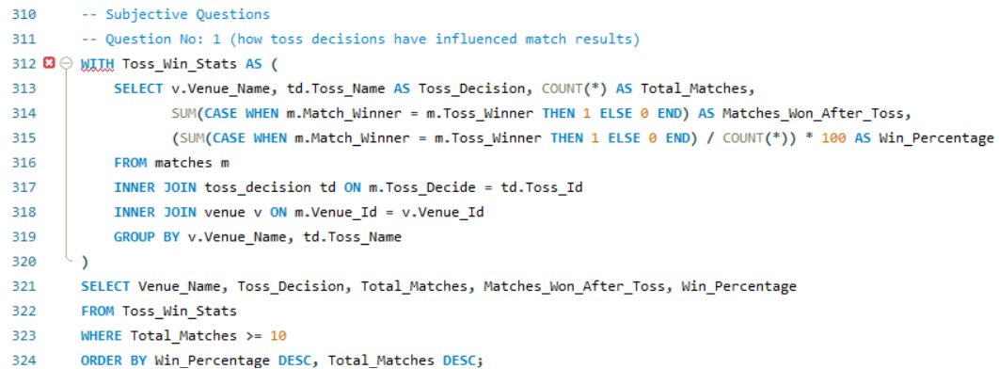 310 -- Subjective Questions
311 -- Question No: 1 (how toss decisions have influenced match results)
312 WITH Toss_Win_Stats AS (
313 SELECT v.Venue_Name, td.Toss_Name AS Toss_Decision, COUNT(*) AS Total_Matches,
314 SUM(CASE WHEN m.Match_Winner = m.Toss_Winner THEN 1 ELSE 0 END) AS Matches_Won_After_Toss,
315 (SUM(CASE WHEN m.Match_Winner = m.Toss_Winner THEN 1 ELSE 0 END) / COUNT(*)) * 100 AS Win_Percentage
316 FROM matches m
317 INNER JOIN toss_decision td ON m.Toss_Decide = td.Toss_Id
318 INNER JOIN venue v ON m.Venue_Id = v.Venue_Id
319 GROUP BY v.Venue_Name, td.Toss_Name
320 )
321 SELECT Venue_Name, Toss_Decision, Total_Matches, Matches_Won_After_Toss, Win_Percentage
322 FROM Toss_Win_Stats
323 WHERE Total_Matches >= 10
324 ORDER BY Win_Percentage DESC, Total_Matches DESC;